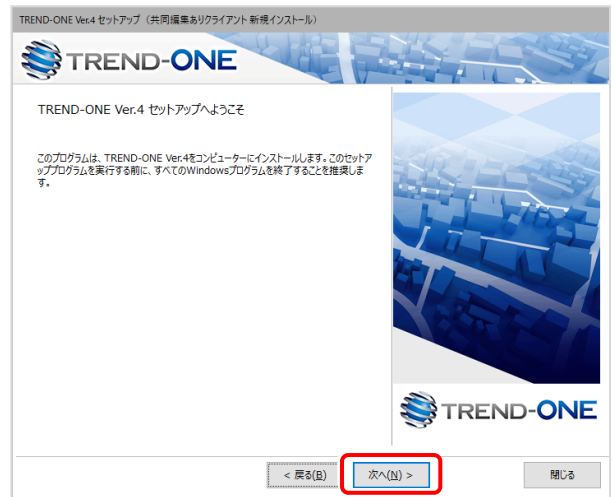 TREND-ONE Ver.4 セットアップ（共同編集ありクライアント 新規インストール）
TREND-ONE
TREND-ONE Ver.4 セットアップへようこそ
このプログラムは、TREND-ONE Ver.4をコンピューターにインストールします。このセットア
ッププログラムを実行する前に、すべてのWindowsプログラムを終了することを推奨しま
す。
TREND-ONE
< 戻る(B)
次へ(N) >
閉じる